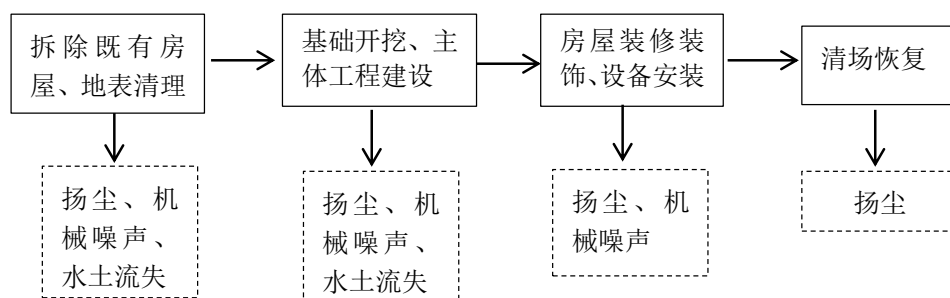 拆除既有房
屋、地表清理
基础开挖、主
体工程建设
房屋装修装
饰、设备安装
清场恢复
扬尘、机
械噪声、
水土流失
扬尘、机
械噪声、
水土流失
扬尘、机
械噪声
扬尘